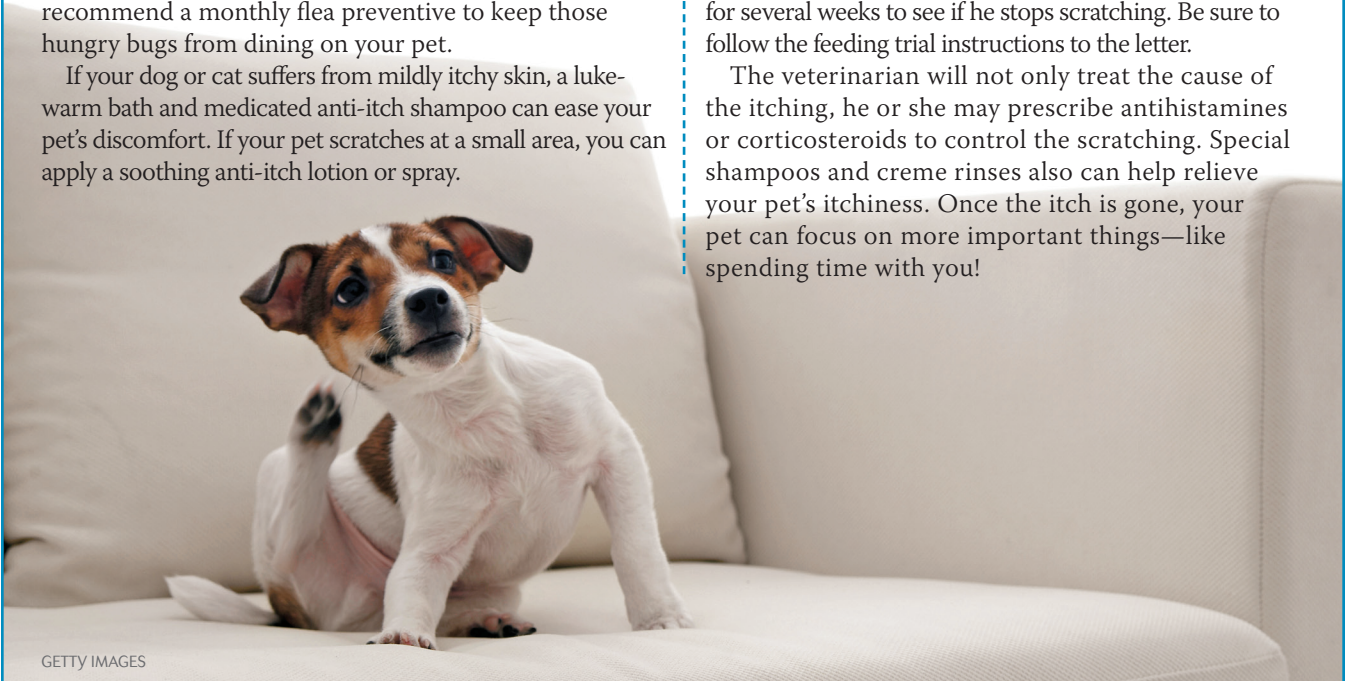 recommend a monthly flea preventive to keep those
hungry bugs from dining on your pet.
If your dog or cat suffers from mildly itchy skin, a luke-
warm bath and medicated anti-itch shampoo can ease your
pet's discomfort. If your pet scratches at a small area, you can
apply a soothing anti-itch lotion or spray.
for several weeks to see if he stops scratching. Be sure to
follow the feeding trial instructions to the letter.
The veterinarian will not only treat the cause of
the itching, he or she may prescribe antihistamines
or corticosteroids to control the scratching. Special
shampoos and creme rinses also can help relieve
your pet's itchiness. Once the itch is gone, your
pet can focus on more important things—like
spending time with you!
GETTY IMAGES